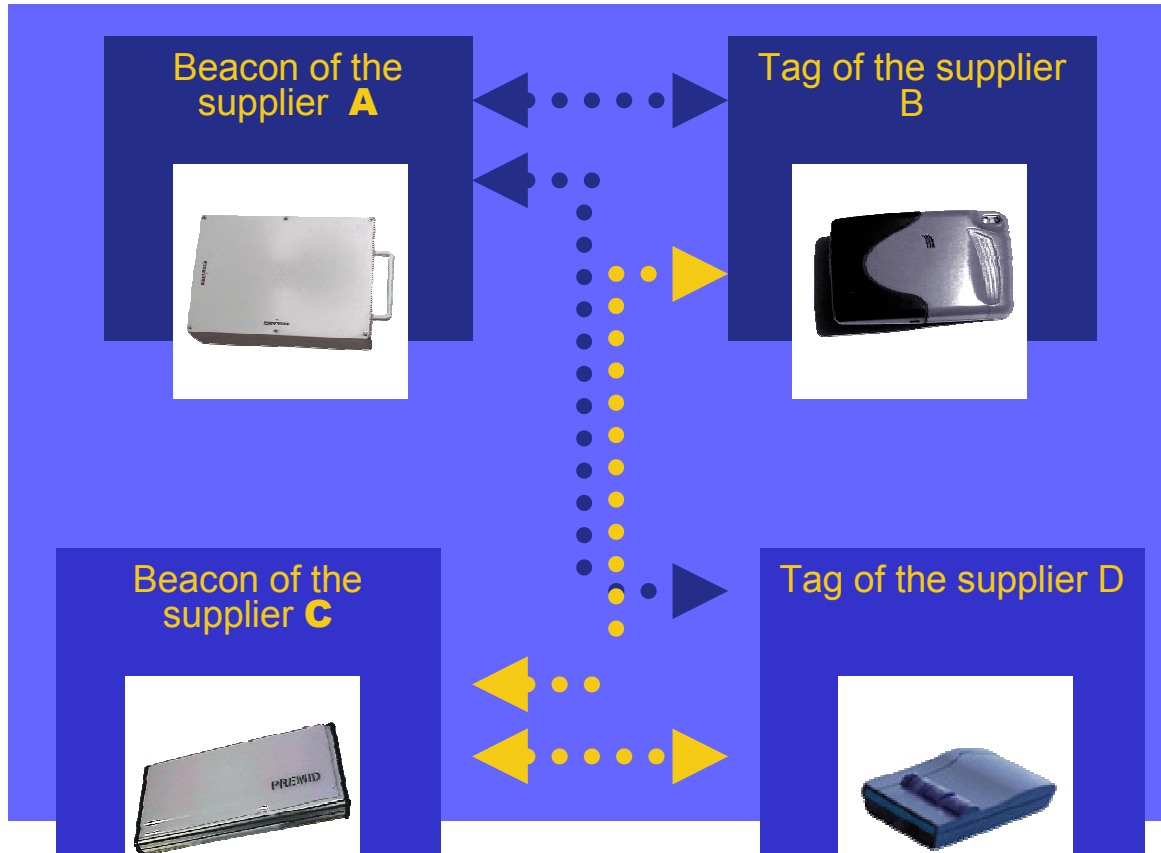 Beacon of the
supplier A
Tag of the supplier
B
Beacon of the
supplier C
PREMID
Tag of the supplier D